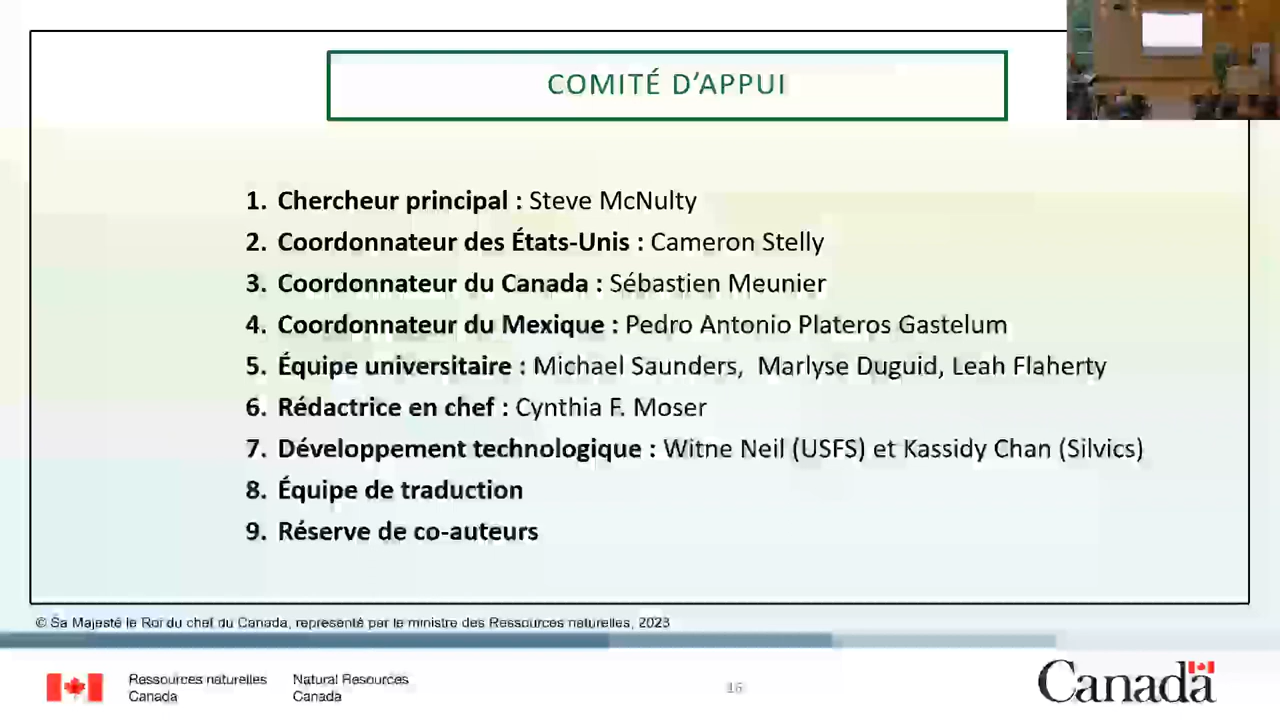 COMITÉ D'APPUI
1. Chercheur principal : Steve McNulty
2. Coordonnateur des États-Unis : Cameron Stelly
3. Coordonnateur du Canada : Sébastien Meunier
4. Coordonnateur du Mexique : Pedro Antonio Plateros Gastelum
5. Équipe universitaire : Michael Saunders, Marlyse Duguid, Leah Flaherty
6. Rédactrice en chef : Cynthia F. Moser
7. Développement technologique : Witne Neil (USFS) et Kassidy Chan (Silvics)
8. Équipe de traduction
9. Réserve de co-auteurs
© Sa Majesté le Roi du chef du Canada, représenté par le ministre des Ressources naturelles, 2023
Ressources naturelles
Canada
Natural Resources
Canada
16
Canada